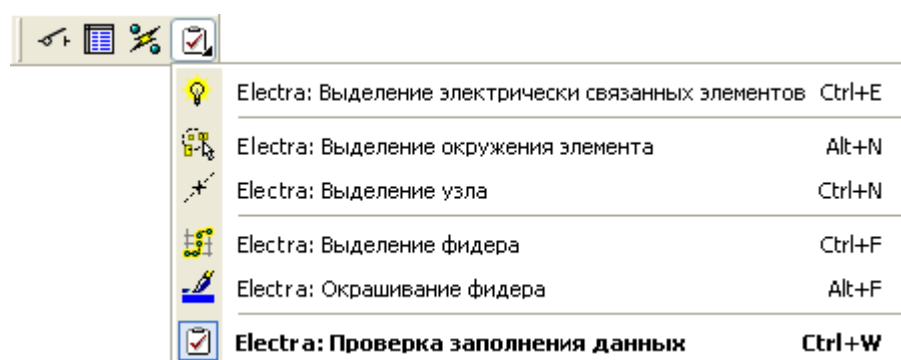 Electra: Выделение электрически связанных элементов Ctrl+E
Electra: Выделение окружения элемента Alt+N
Electra: Выделение узла Ctrl+N
Electra: Выделение фидера Ctrl+F
Electra: Окрашивание фидера Alt+F
Electra: Проверка заполнения данных Ctrl+W